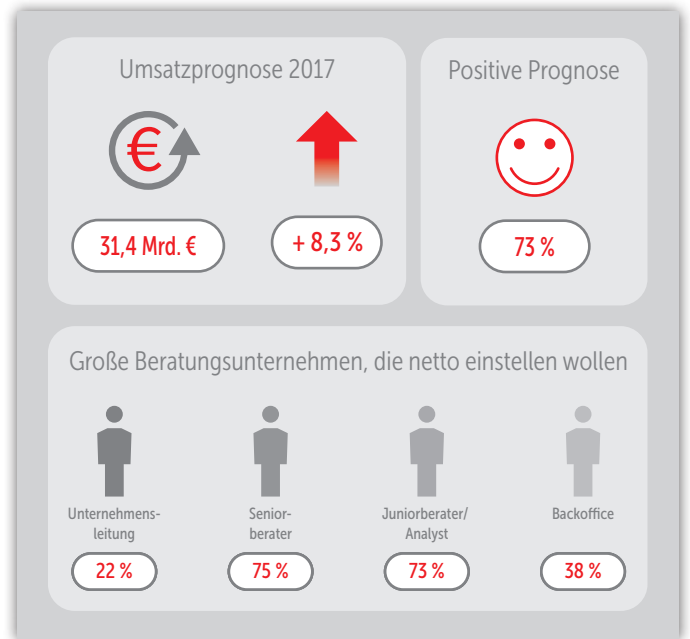 Umsatzprognose 2017
€
31,4 Mrd. €
+ 8,3 %
Positive Prognose
73 %
Große Beratungsunternehmen, die netto einstellen wollen
Unternehmens-
leitung
22 %
Senior-
berater
75 %
Juniorberater/
Analyst
73 %
Backoffice
38 %